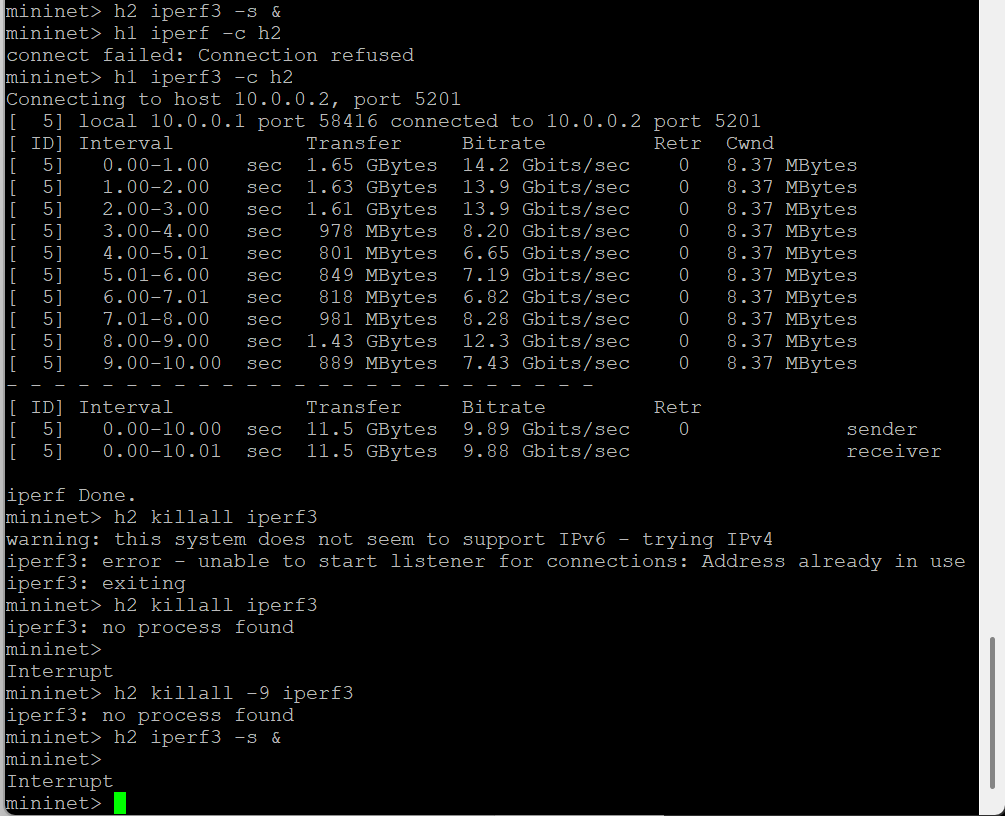 mininet> h2 iperf3 -s &
mininet> h1 iperf -c h2
connect failed: Connection refused
mininet> h1 iperf3 -c h2
Connecting to host 10.0.0.2, port 5201
[  5] local 10.0.0.1 port 58416 connected to 10.0.0.2 port 5201
[ ID] Interval           Transfer     Bitrate         Retr  Cwnd
[  5]   0.00-1.00   sec  1.65 GBytes  14.2 Gbits/sec    0   8.37 MBytes
[  5]   1.00-2.00   sec  1.63 GBytes  13.9 Gbits/sec    0   8.37 MBytes
[  5]   2.00-3.00   sec  1.61 GBytes  13.9 Gbits/sec    0   8.37 MBytes
[  5]   3.00-4.00   sec   978 MBytes  8.20 Gbits/sec    0   8.37 MBytes
[  5]   4.00-5.01   sec   801 MBytes  6.65 Gbits/sec    0   8.37 MBytes
[  5]   5.01-6.00   sec   849 MBytes  7.19 Gbits/sec    0   8.37 MBytes
[  5]   6.00-7.01   sec   818 MBytes  6.82 Gbits/sec    0   8.37 MBytes
[  5]   7.01-8.00   sec   981 MBytes  8.28 Gbits/sec    0   8.37 MBytes
[  5]   8.00-9.00   sec  1.43 GBytes  12.3 Gbits/sec    0   8.37 MBytes
[  5]   9.00-10.00  sec   889 MBytes  7.43 Gbits/sec    0   8.37 MBytes
- - - - - - - - - - - - - - - - - - - - - - - - -
[ ID] Interval           Transfer     Bitrate         Retr
[  5]   0.00-10.00  sec  11.5 GBytes  9.89 Gbits/sec    0             sender
[  5]   0.00-10.01  sec  11.5 GBytes  9.88 Gbits/sec                  receiver
iperf Done.
mininet> h2 killall iperf3
warning: this system does not seem to support IPv6 - trying IPv4
iperf3: error - unable to start listener for connections: Address already in use
iperf3: exiting
mininet> h2 killall iperf3
iperf3: no process found
mininet>
Interrupt
mininet> h2 killall -9 iperf3
iperf3: no process found
mininet> h2 iperf3 -s &
mininet>
Interrupt
mininet>